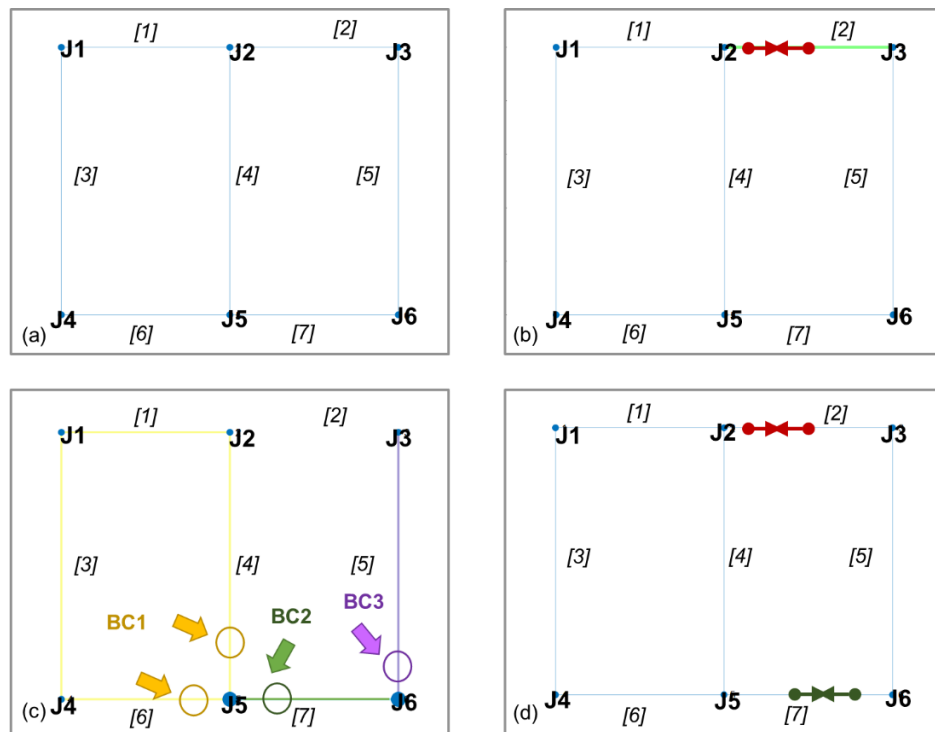 [1]
[2]
J1
J2
J3
[3]
[4]
[5]
J4
J5
J6
(a)
[6]
[7]
[1]
[2]
J1
J2
J3
[3]
[4]
[5]
J4
J5
J6
(b)
[6]
[7]
[1]
[2]
J1
J2
J3
[3]
[4]
[5]
BC1
BC2
BC3
J4
J5
J6
(c)
[6]
[7]
[1]
[2]
J1
J2
J3
[3]
[4]
[5]
J4
J5
J6
(d)
[6]
[7]